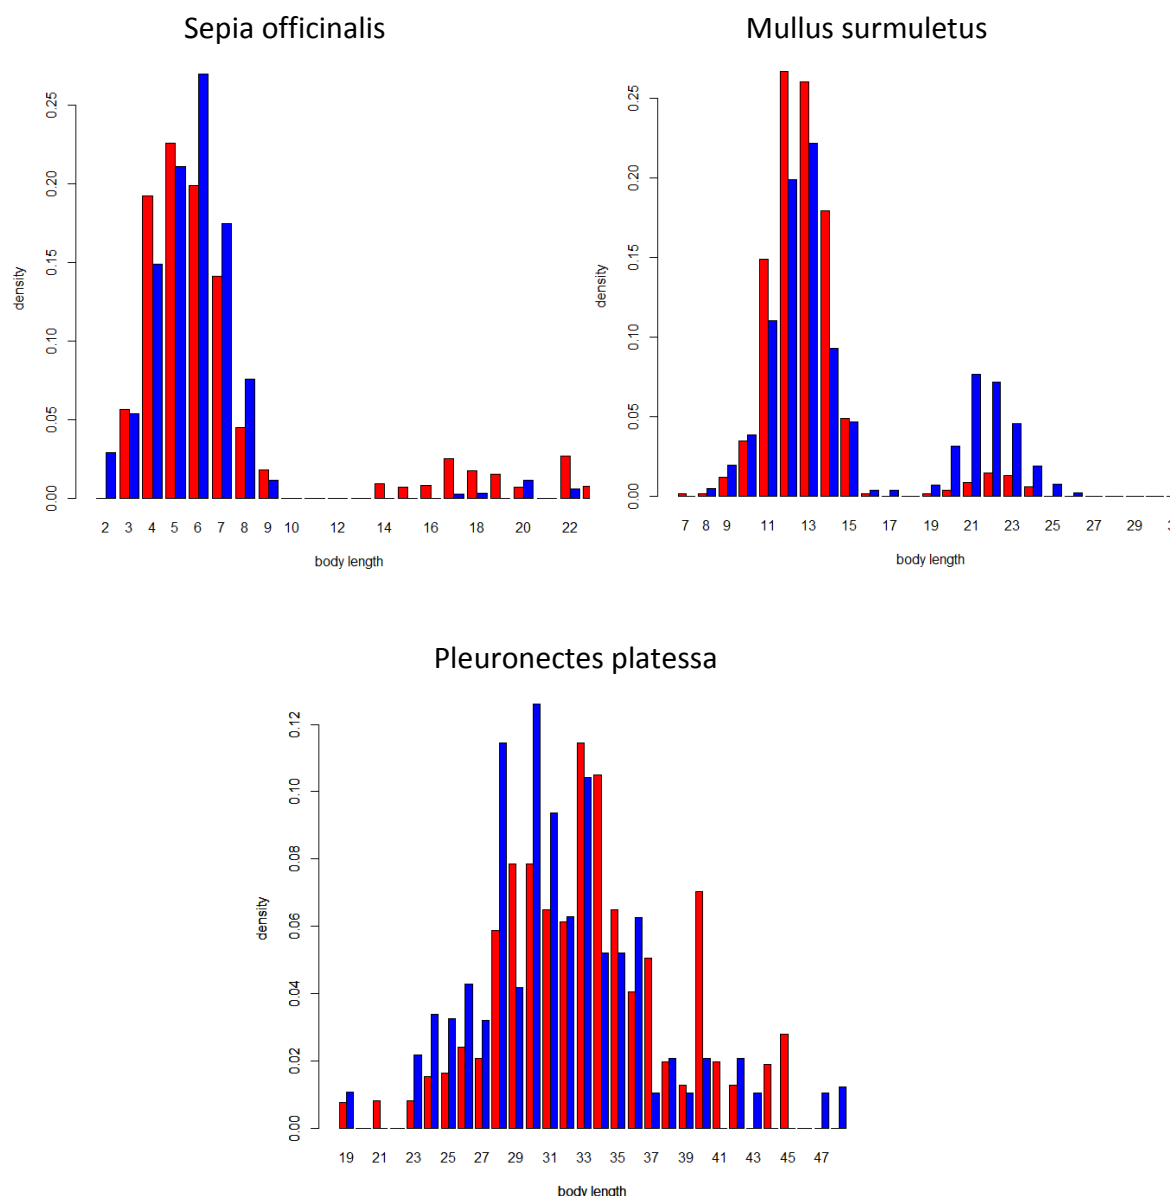 Sepia officinalis
Mullus surmuletus
density
0.00 0.05 0.10 0.15 0.20 0.25
2 3 4 5 6 7 8 9 10 12 14 16 18 20 22
body length
density
0.00 0.05 0.10 0.15 0.20 0.25
7 8 9 11 13 15 17 19 21 23 25 27 29
body length
Pleuronectes platessa
density
0.00 0.02 0.04 0.06 0.08 0.10 0.12
19 21 23 25 27 29 31 33 35 37 39 41 43 45 47
body length